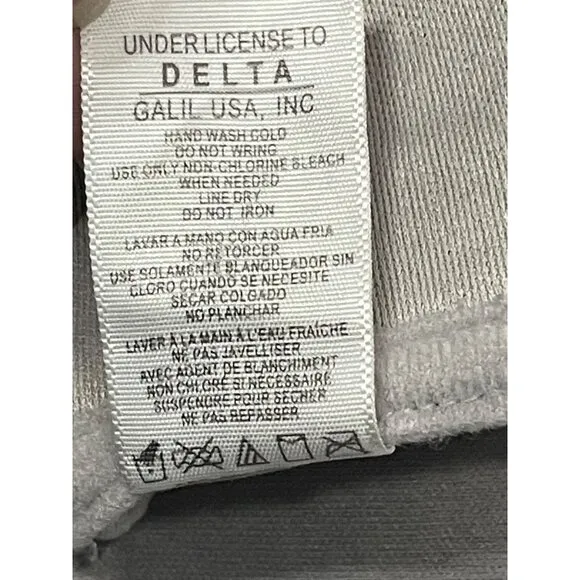 UNDER LICENSE TO
DELTA
GALIL USA, INC
HAND WASH COLD
DO NOT WRING
USE ONLY NON-CHLORINE BLEACH
WHEN NEEDED
LINE DRY
DO NOT IRON
LAVAR A MANO CON AGUA FRIA
NO RETORCER
USE SOLAMENTE BLANQUEADOR SIN
CLORO CUANDO SE NECESITE
SECAR COLGADO
NO PLANCHAR
LAVER À LA MAIN À L'EAU FRAÎCHE
NE PAS JAVELLISER
AVEC AGENT DE BLANCHIMENT
NON CHLORÉ SI NÉCESSAIRE
SUSPENDRE POUR SÉCHER
NE PAS REPASSER